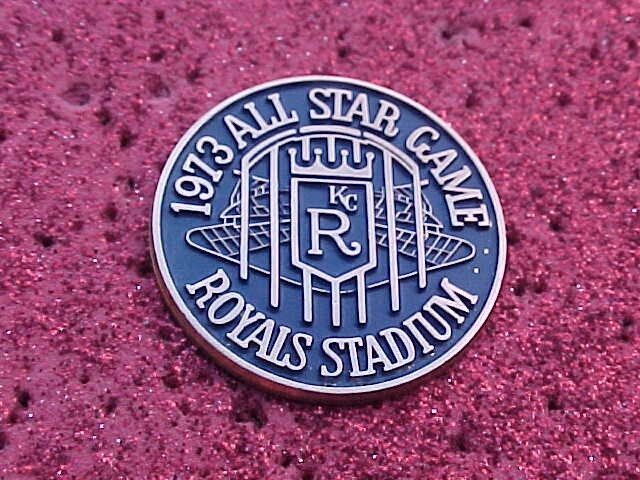 1973 ALL STAR GAME
KC
R
ROYALS STADIUM